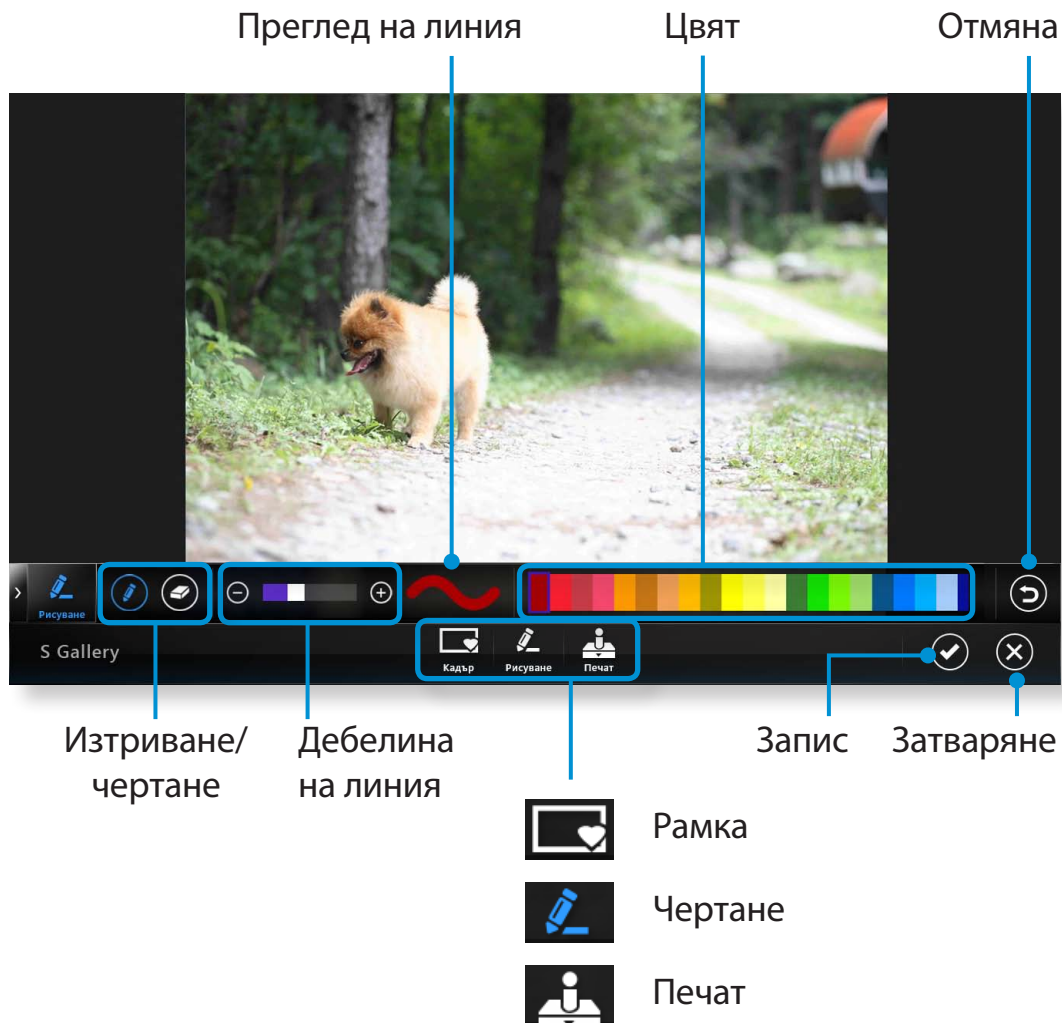 Преглед на линия
Цвят
Отмяна
Рисуване
S Gallery
Кадър
Рисуване
Печат
Изтриване/
чертане
Дебелина
на линия
Запис
Затваряне
Рамка
Чертане
Печат